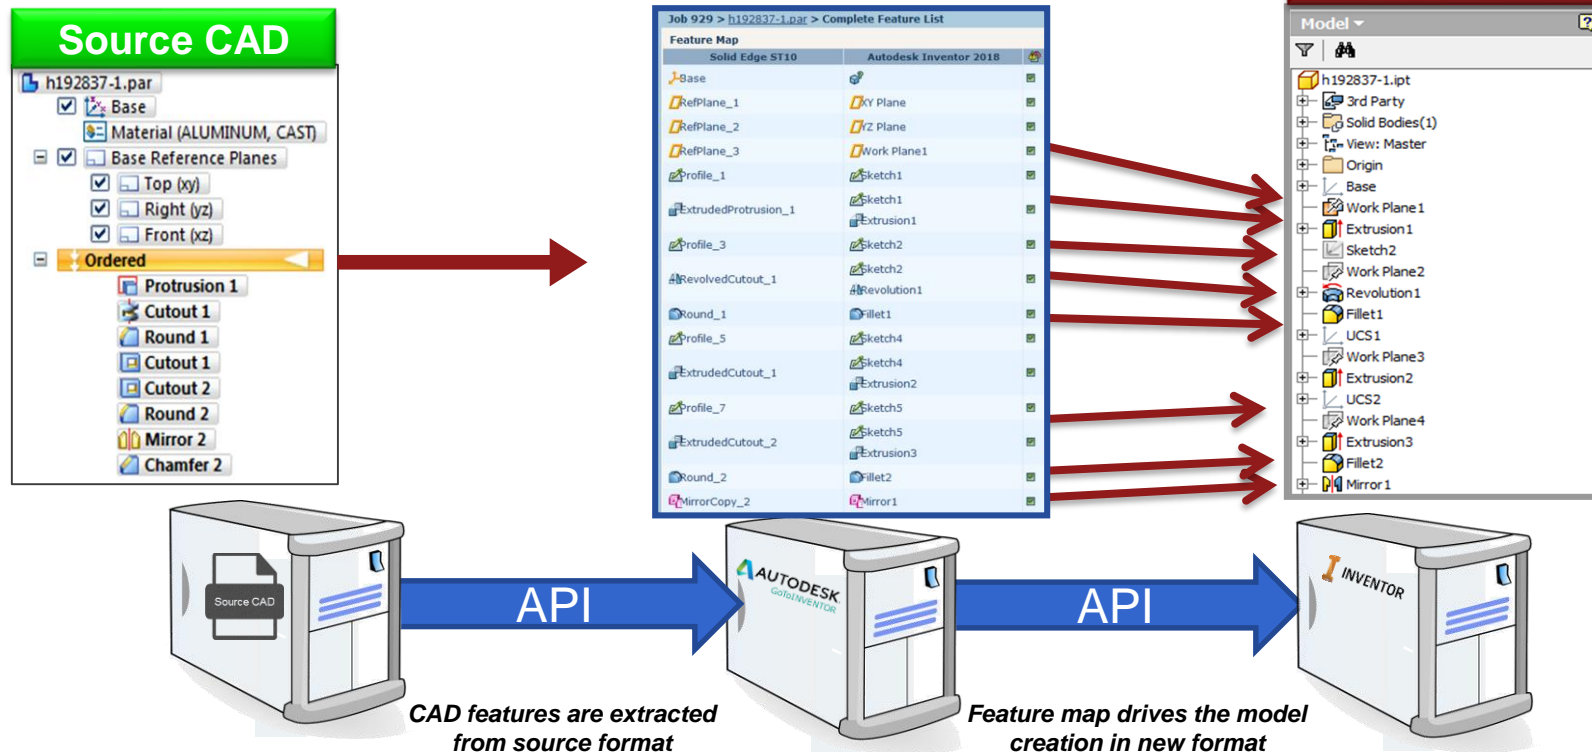 Source CAD
h192837-1.par
Base
Material (ALUMINUM, CAST)
Base Reference Planes
Top (xy)
Right (yz)
Front (xz)
Ordered
Protrusion 1
Cutout 1
Round 1
Cutout 1
Cutout 2
Round 2
Mirror 2
Chamfer 2
Job 929 > h192837-1.par > Complete Feature List
Feature Map
Solid Edge ST10 Autodesk Inventor 2018
Base
RefPlane_1 XY Plane
RefPlane_2 YZ Plane
RefPlane_3 Work Plane1
Profile_1 Sketch1
ExtrudedProtrusion_1 Sketch1
Extrusion1
Profile_3 Sketch2
RevolvedCutout_1 Sketch2
Revolution1
Round_1 Fillet1
Profile_5 Sketch4
ExtrudedCutout_1 Sketch4
Extrusion2
Profile_7 Sketch5
ExtrudedCutout_2 Sketch5
Extrusion3
Round_2 Fillet2
MirrorCopy_2 Mirror1
Model
h192837-1.ipt
3rd Party
Solid Bodies(1)
View: Master
Origin
Base
Work Plane1
Extrusion1
Sketch2
Work Plane2
Revolution1
Fillet1
UCS1
Work Plane3
Extrusion2
UCS2
Work Plane4
Extrusion3
Fillet2
Mirror1
Source CAD
API
AUTODESK.
GoToINVENTOR
API
I INVENTOR
CAD features are extracted
from source format
Feature map drives the model
creation in new format